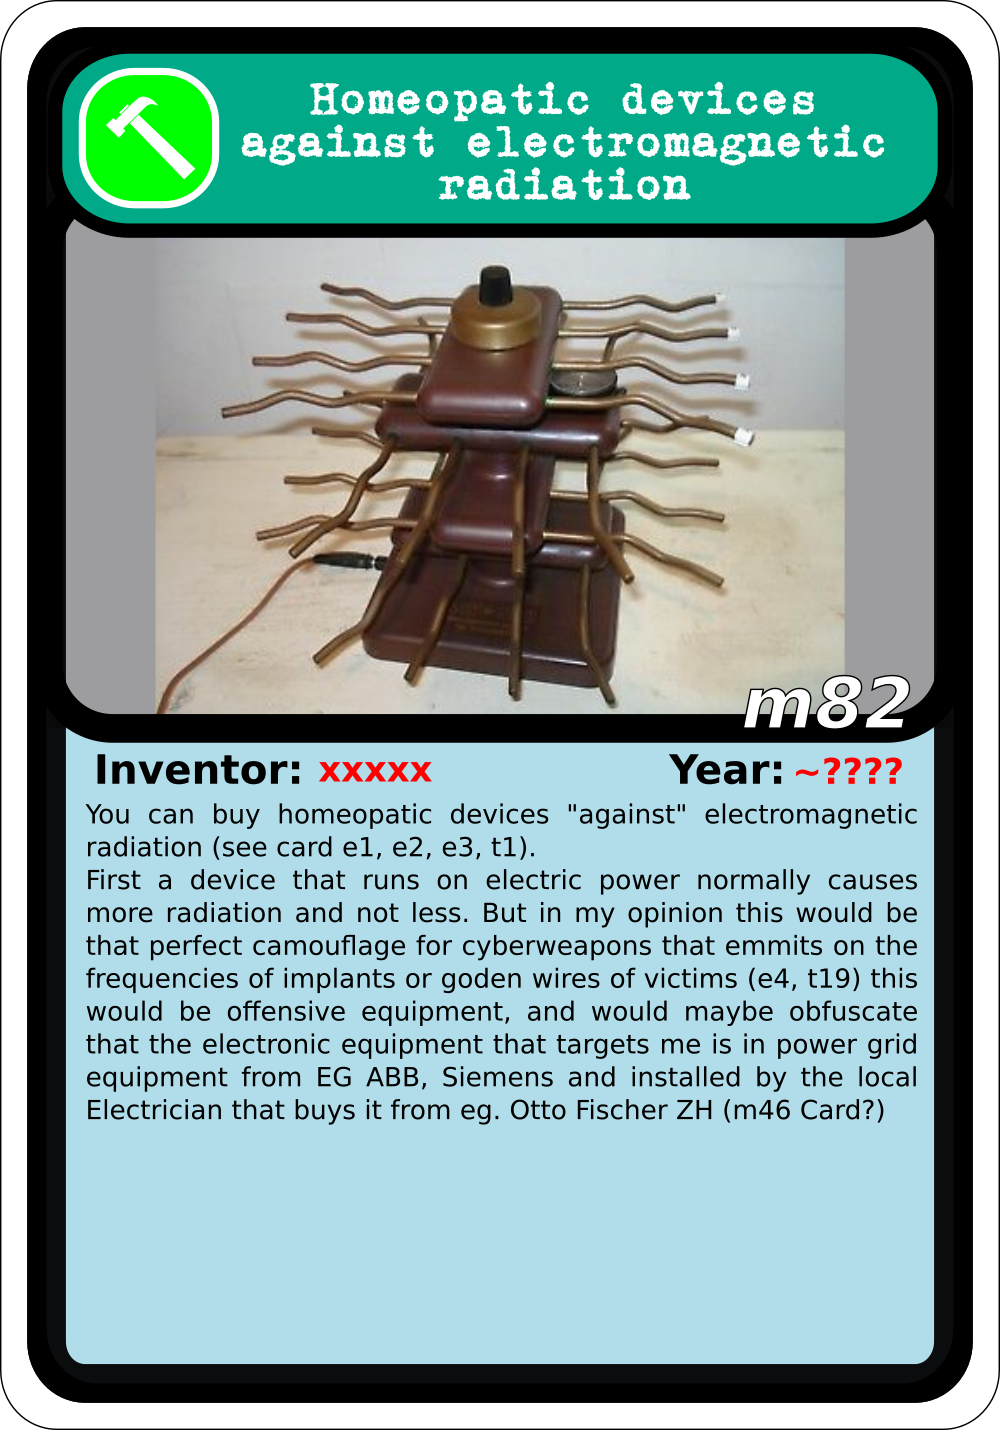 Homeopatic devices
against electromagnetic
radiation
m82
Inventor: xxxxx Year: ~????
You can buy homeopatic devices "against" electromagnetic
radiation (see card e1, e2, e3, t1).
First a device that runs on electric power normally causes
more radiation and not less. But in my opinion this would be
that perfect camouflage for cyberweapons that emmits on the
frequencies of implants or goden wires of victims (e4, t19) this
would be offensive equipment, and would maybe obfuscate
that the electronic equipment that targets me is in power grid
equipment from EG ABB, Siemens and installed by the local
Electrician that buys it from eg. Otto Fischer ZH (m46 Card?)